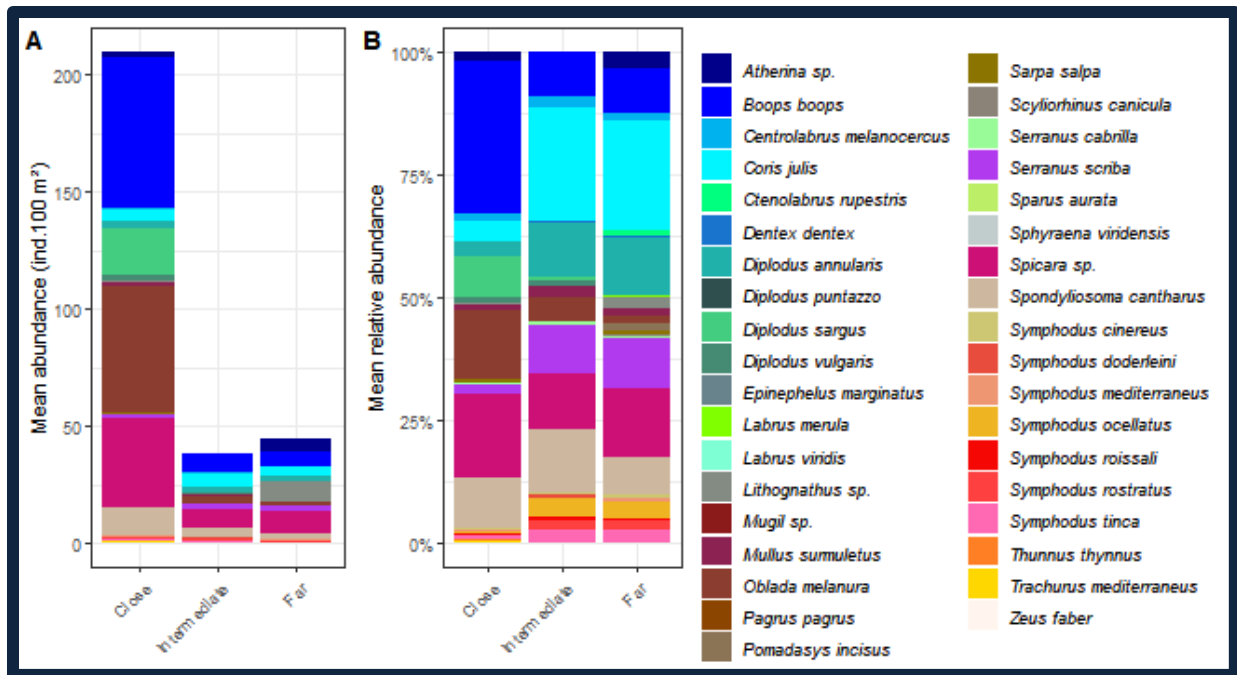 A
Mean abundance (ind.100 m²)
200
150
100
50
0
Close
Intermediate
Far
B
Mean relative abundance
100%
75%
50%
25%
0%
Close
Intermediate
Far
Atherina sp.
Boops boops
Centrolabrus melanocercus
Coris julis
Ctenolabrus rupestris
Dentex dentex
Diplodus annularis
Diplodus puntazzo
Diplodus sargus
Diplodus vulgaris
Epinephelus marginatus
Labrus merula
Labrus viridis
Lithognathus sp.
Mugil sp.
Mullus surmuletus
Oblada melanura
Pagrus pagrus
Pomadasys incisus
Sarpa salpa
Scyliorhinus canicula
Serranus cabrilla
Serranus scriba
Sparus aurata
Sphyraena viridensis
Spicara sp.
Spondyliosoma cantharus
Symphodus cinereus
Symphodus doderleini
Symphodus mediterraneus
Symphodus ocellatus
Symphodus roissali
Symphodus rostratus
Symphodus tinca
Thunnus thynnus
Trachurus mediterraneus
Zeus faber